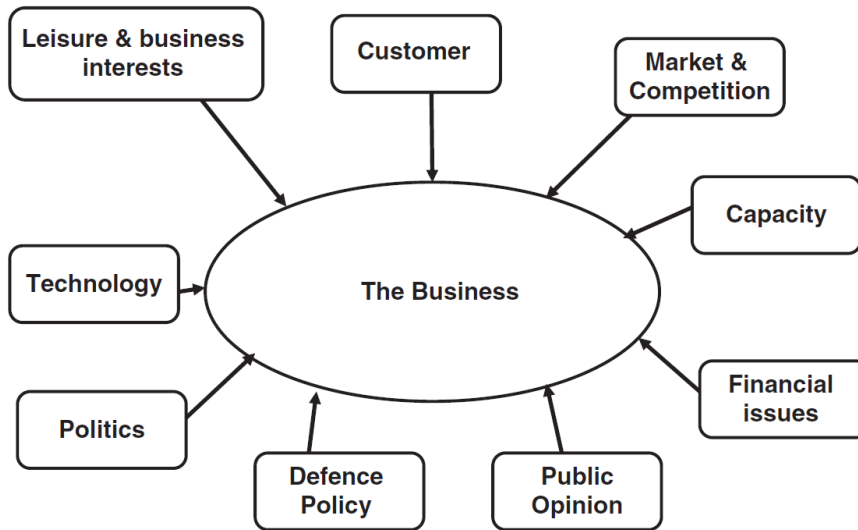 Leisure & business
interests
Customer
Market &
Competition
Capacity
Technology
The Business
Financial
issues
Politics
Defence
Policy
Public
Opinion